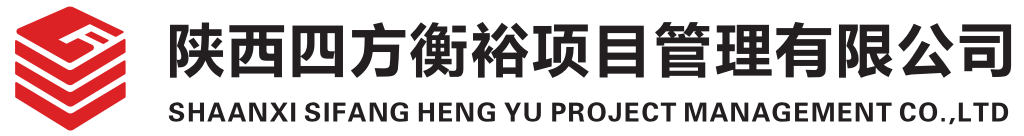 陕西四方衡裕项目管理有限公司
SHAANXI SIFANG HENG YU PROJECT MANAGEMENT CO.,LTD